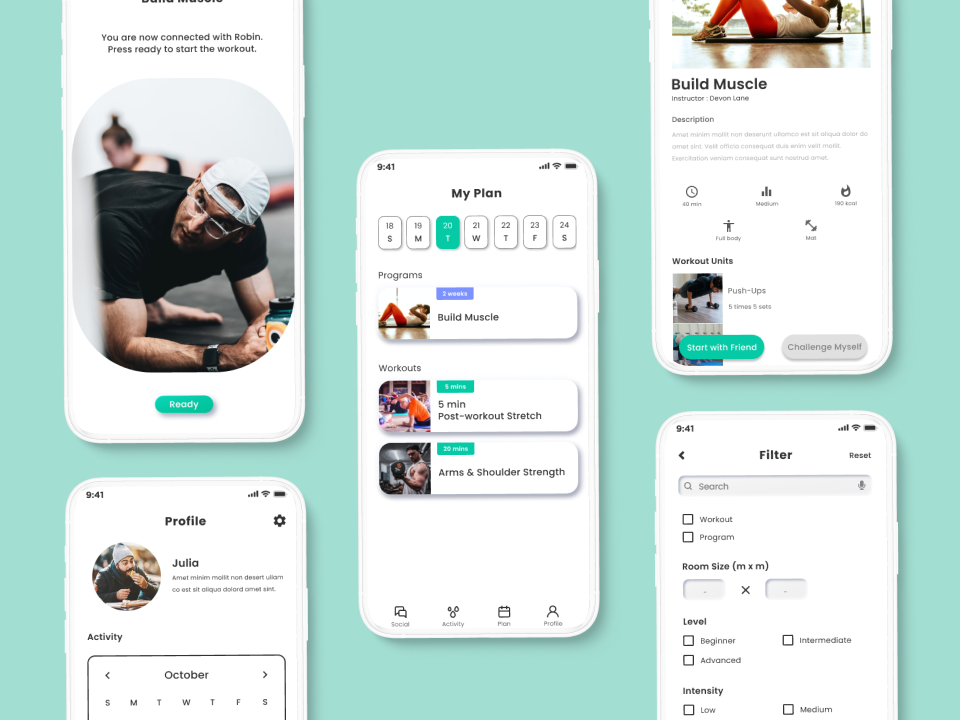 Build Muscle
You are now connected with Robin.
Press ready to start the workout.
Ready
9:41
Profile
Julia
Amet minim mollit non desert ullam
co est sit aliqua dolord amet sint.
Activity
October
S M T W T F S
9:41
My Plan
18 19 20 21 22 23 24
S M T W T F S
Programs
2 weeks
Build Muscle
Workouts
5 mins
5 min
Post-workout Stretch
20 mins
Arms & Shoulder Strength
Social Activity Plan Profile
Build Muscle
Instructor : Devon Lane
Description
Amet minim mollit non deserunt ullamco est sit aliqua dolor do
amet sint. Velit officia consequat duis enim velit mollit.
Exercitation veniam consequat sunt nostrud amet.
40 min Medium 190 kcal
Full body Mat
Workout Units
Push-Ups
5 times 5 sets
Start with Friend Challenge Myself
9:41
Filter Reset
Search
Workout
Program
Room Size (m x m)
Level
Beginner Intermediate
Advanced
Intensity
Low Medium